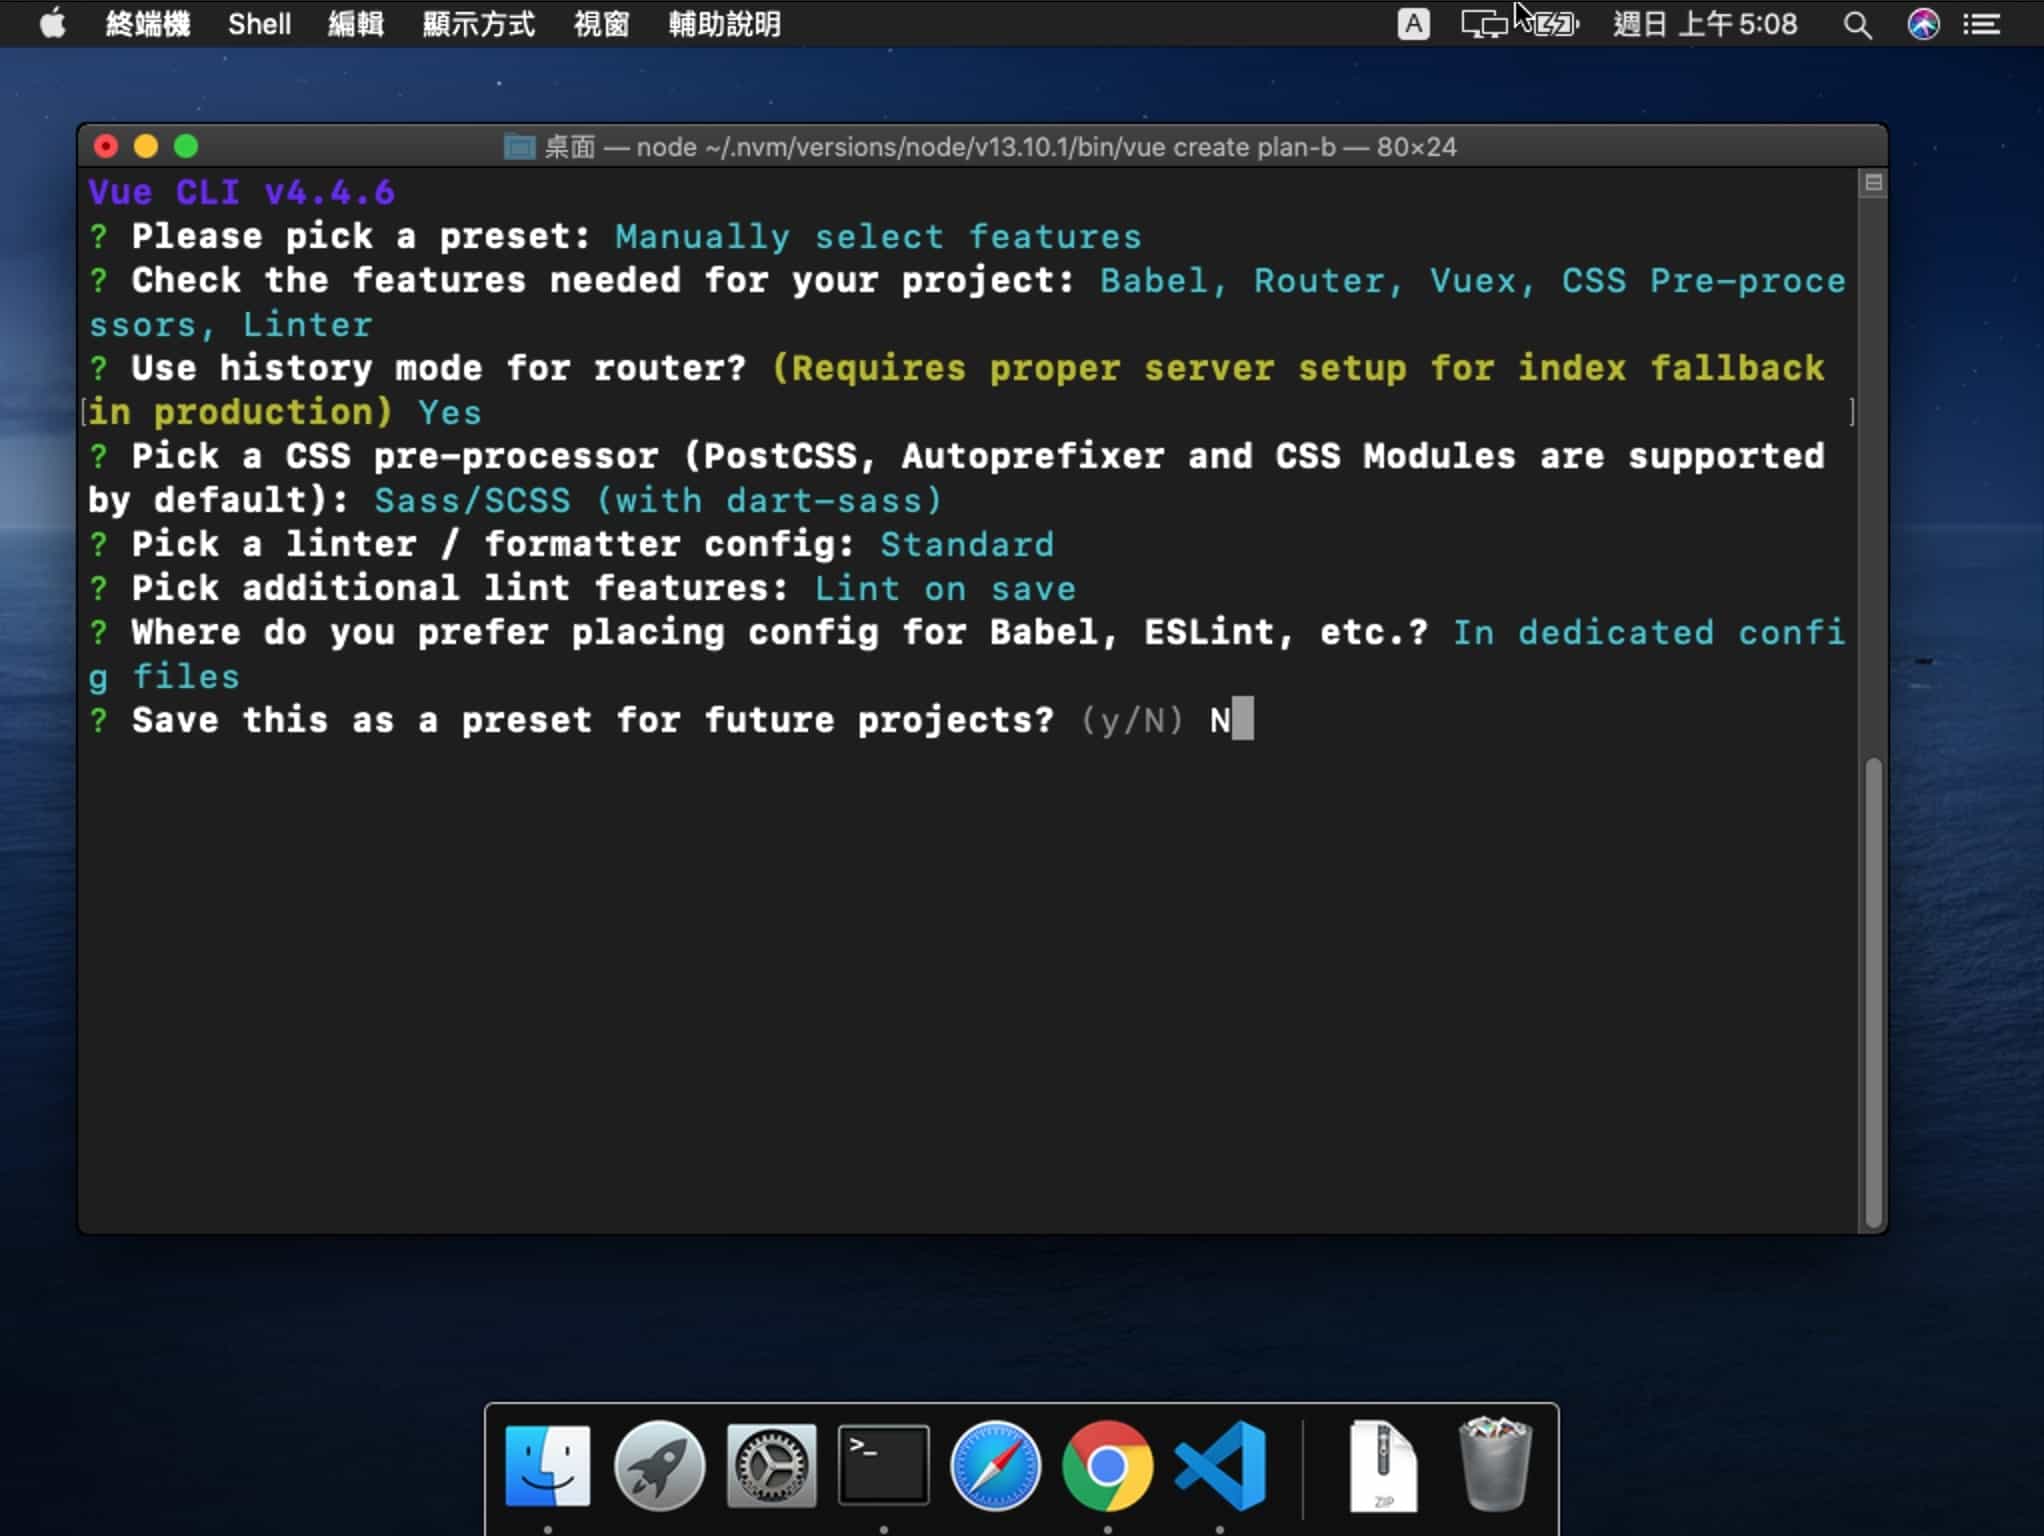 終端機 Shell 編輯 顯示方式 視窗 輔助說明 A 週日 上午5:08
桌面 — node ~/.nvm/versions/node/v13.10.1/bin/vue create plan-b — 80×24
Vue CLI v4.4.6
? Please pick a preset: Manually select features
? Check the features needed for your project: Babel, Router, Vuex, CSS Pre-proce
ssors, Linter
? Use history mode for router? (Requires proper server setup for index fallback
[in production) Yes ]
? Pick a CSS pre-processor (PostCSS, Autoprefixer and CSS Modules are supported
by default): Sass/SCSS (with dart-sass)
? Pick a linter / formatter config: Standard
? Pick additional lint features: Lint on save
? Where do you prefer placing config for Babel, ESLint, etc.? In dedicated confi
g files
? Save this as a preset for future projects? (y/N) N
>_
ZIP